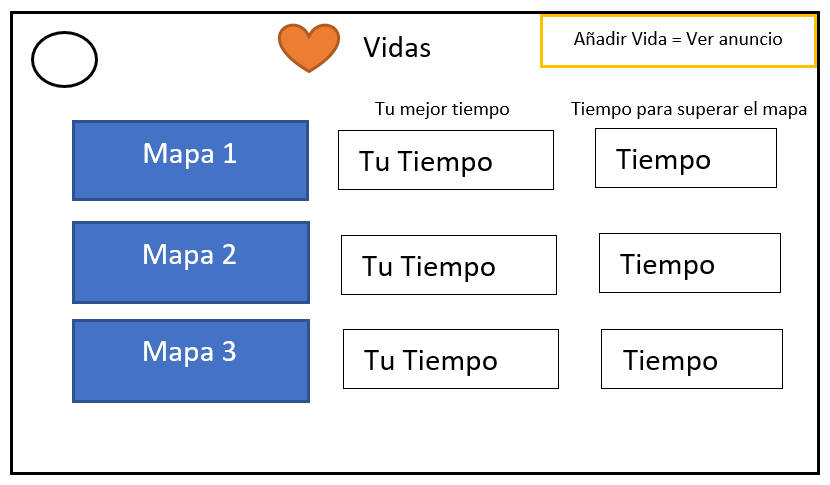 Vidas
Añadir Vida = Ver anuncio
Tu mejor tiempo
Tiempo para superar el mapa
Mapa 1
Tu Tiempo
Tiempo
Mapa 2
Tu Tiempo
Tiempo
Mapa 3
Tu Tiempo
Tiempo